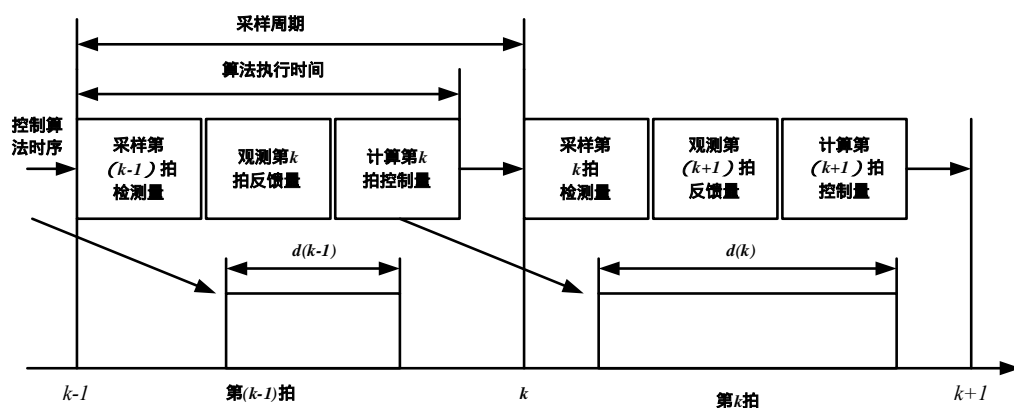 采样周期
算法执行时间
控制算
法时序
采样第
（k-1）拍
检测量
观测第k
拍反馈量
计算第k
拍控制量
采样第
k拍
检测量
观测第
（k+1）拍
反馈量
计算第
（k+1）拍
控制量
d(k-1)
d(k)
k-1
第(k-1)拍
k
第k拍
k+1